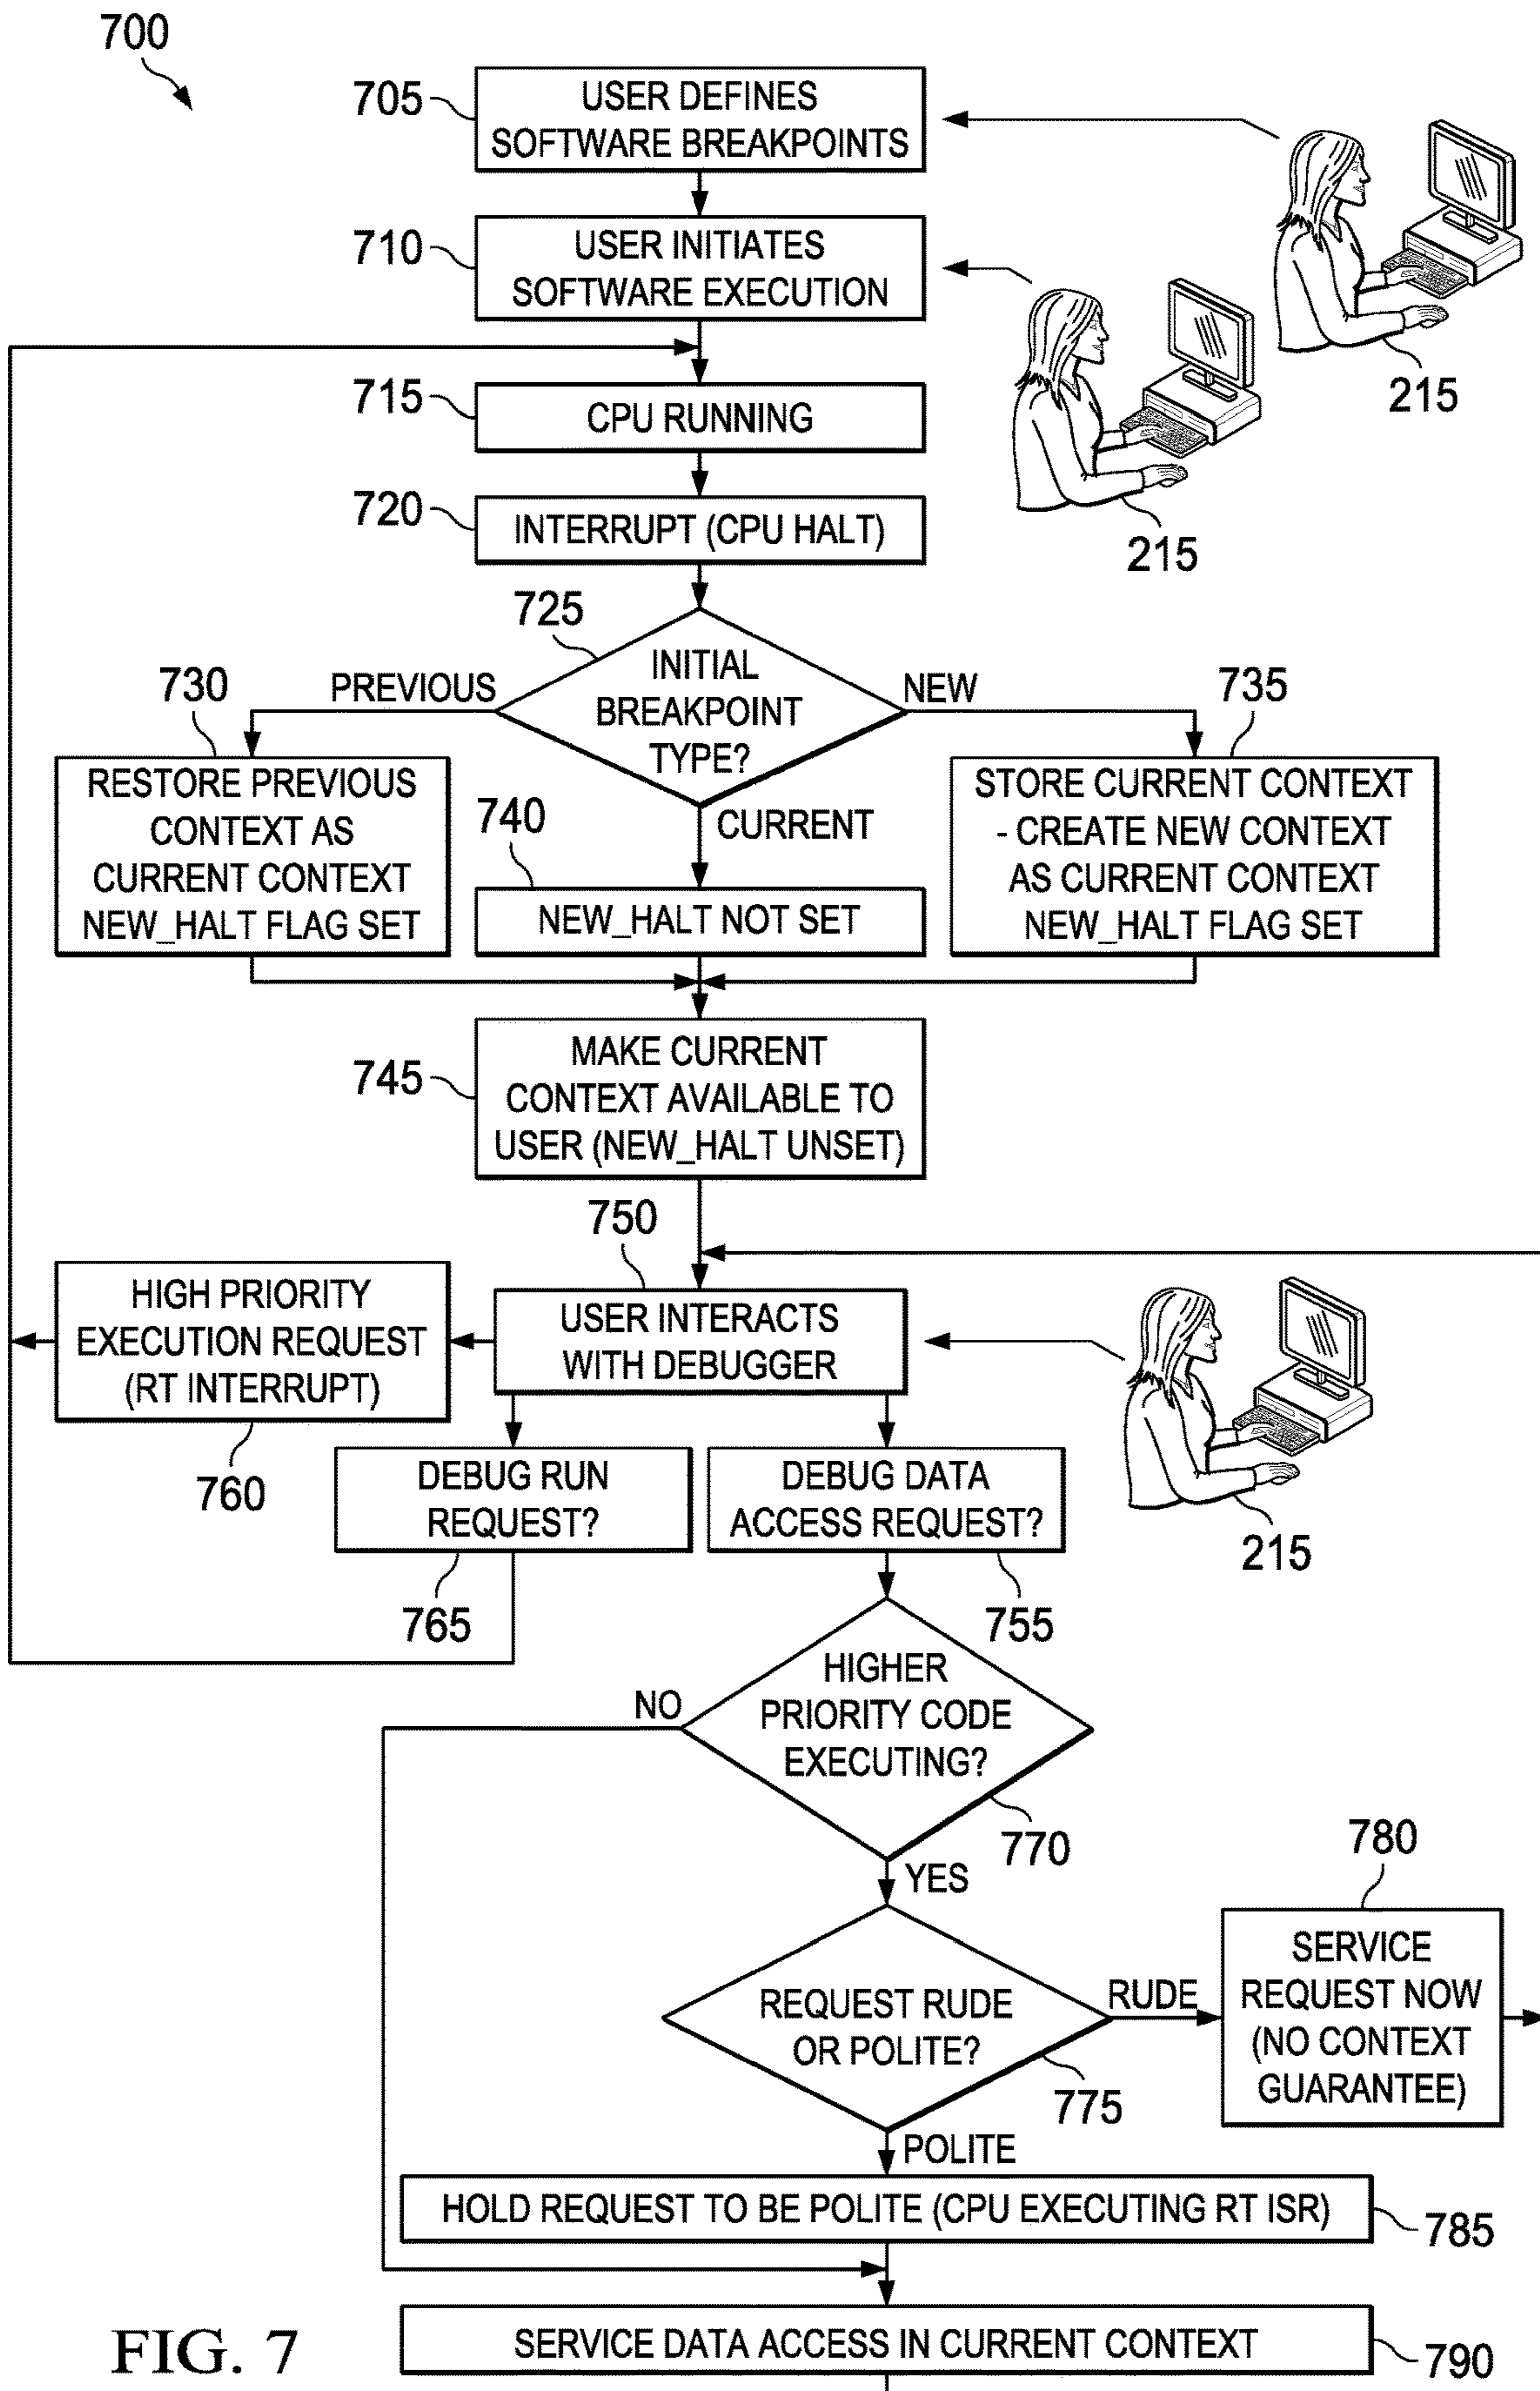 700
705
USER DEFINES
SOFTWARE BREAKPOINTS
710
USER INITIATES
SOFTWARE EXECUTION
215
715
CPU RUNNING
720
INTERRUPT (CPU HALT)
215
725
INITIAL
BREAKPOINT
TYPE?
PREVIOUS
NEW
CURRENT
730
RESTORE PREVIOUS
CONTEXT AS
CURRENT CONTEXT
NEW_HALT FLAG SET
740
NEW_HALT NOT SET
735
STORE CURRENT CONTEXT
- CREATE NEW CONTEXT
AS CURRENT CONTEXT
NEW_HALT FLAG SET
745
MAKE CURRENT
CONTEXT AVAILABLE TO
USER (NEW_HALT UNSET)
750
USER INTERACTS
WITH DEBUGGER
HIGH PRIORITY
EXECUTION REQUEST
(RT INTERRUPT)
760
DEBUG RUN
REQUEST?
765
DEBUG DATA
ACCESS REQUEST?
755
215
HIGHER
PRIORITY CODE
EXECUTING?
NO
770
YES
REQUEST RUDE
OR POLITE?
775
RUDE
780
SERVICE
REQUEST NOW
(NO CONTEXT
GUARANTEE)
POLITE
HOLD REQUEST TO BE POLITE (CPU EXECUTING RT ISR)
785
SERVICE DATA ACCESS IN CURRENT CONTEXT
790
FIG. 7